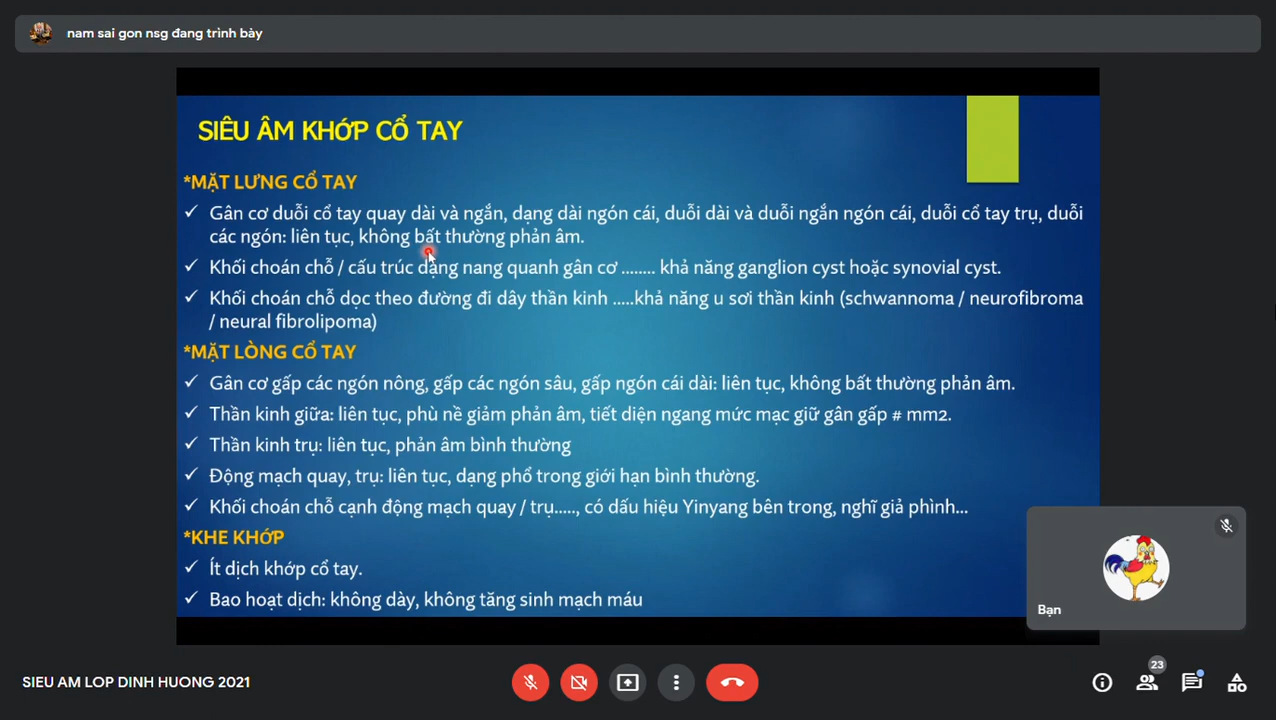 nam sai gon nsg đang trình bày
SIÊU ÂM KHỚP CỔ TAY
*MẶT LƯNG CỔ TAY
✓ Gân cơ duỗi cổ tay quay dài và ngắn, dạng dài ngón cái, duỗi dài và duỗi ngắn ngón cái, duỗi cổ tay trụ, duỗi
các ngón: liên tục, không bất thường phản âm.
✓ Khối choán chỗ / cấu trúc dạng nang quanh gân cơ ........ khả năng ganglion cyst hoặc synovial cyst.
✓ Khối choán chỗ dọc theo đường đi dây thần kinh .....khả năng u sợi thần kinh (schwannoma / neurofibroma
/ neural fibrolipoma)
*MẶT LÒNG CỔ TAY
✓ Gân cơ gấp các ngón nông, gấp các ngón sâu, gấp ngón cái dài: liên tục, không bất thường phản âm.
✓ Thần kinh giữa: liên tục, phù nề giảm phản âm, tiết diện ngang mức mạc giữ gân gấp # mm2.
✓ Thần kinh trụ: liên tục, phản âm bình thường
✓ Động mạch quay, trụ: liên tục, dạng phổ trong giới hạn bình thường.
✓ Khối choán chỗ cạnh động mạch quay / trụ....., có dấu hiệu Yinyang bên trong, nghĩ giả phình...
*KHE KHỚP
✓ Ít dịch khớp cổ tay.
✓ Bao hoạt dịch: không dày, không tăng sinh mạch máu
Bạn
SIEU AM LOP DINH HUONG 2021
23